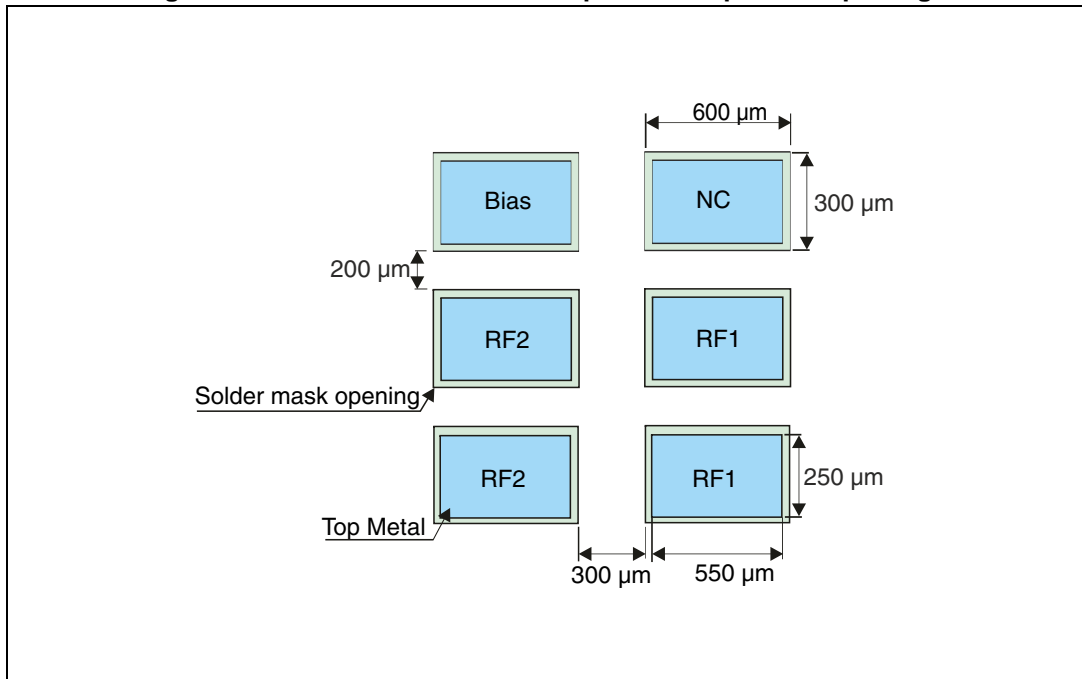 600 µm
Bias
NC
300 µm
200 µm
RF2
RF1
Solder mask opening
RF2
RF1
250 µm
Top Metal
300 µm
550 µm